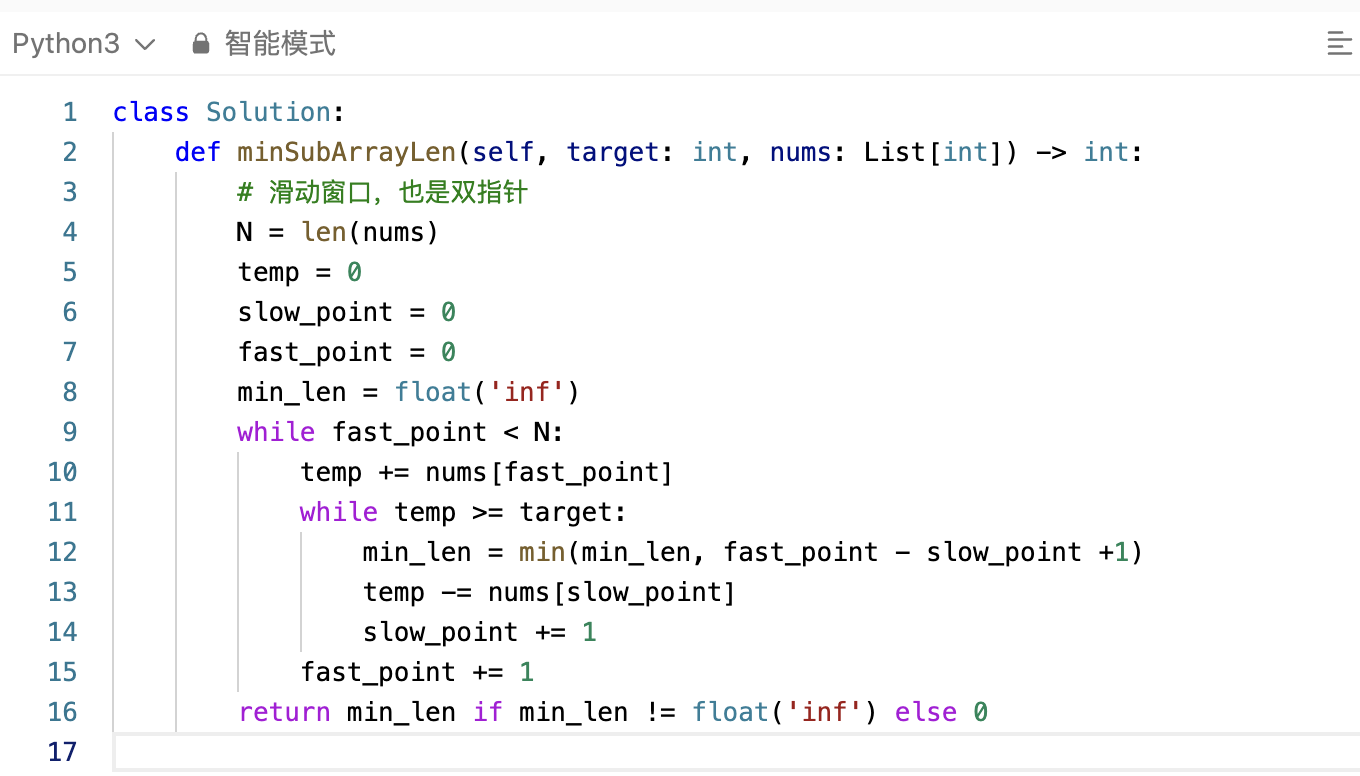 Python3 智能模式
1 class Solution:
2     def minSubArrayLen(self, target: int, nums: List[int]) -> int:
3         # 滑动窗口，也是双指针
4         N = len(nums)
5         temp = 0
6         slow_point = 0
7         fast_point = 0
8         min_len = float('inf')
9         while fast_point < N:
10             temp += nums[fast_point]
11             while temp >= target:
12                 min_len = min(min_len, fast_point - slow_point +1)
13                 temp -= nums[slow_point]
14                 slow_point += 1
15             fast_point += 1
16         return min_len if min_len != float('inf') else 0
17